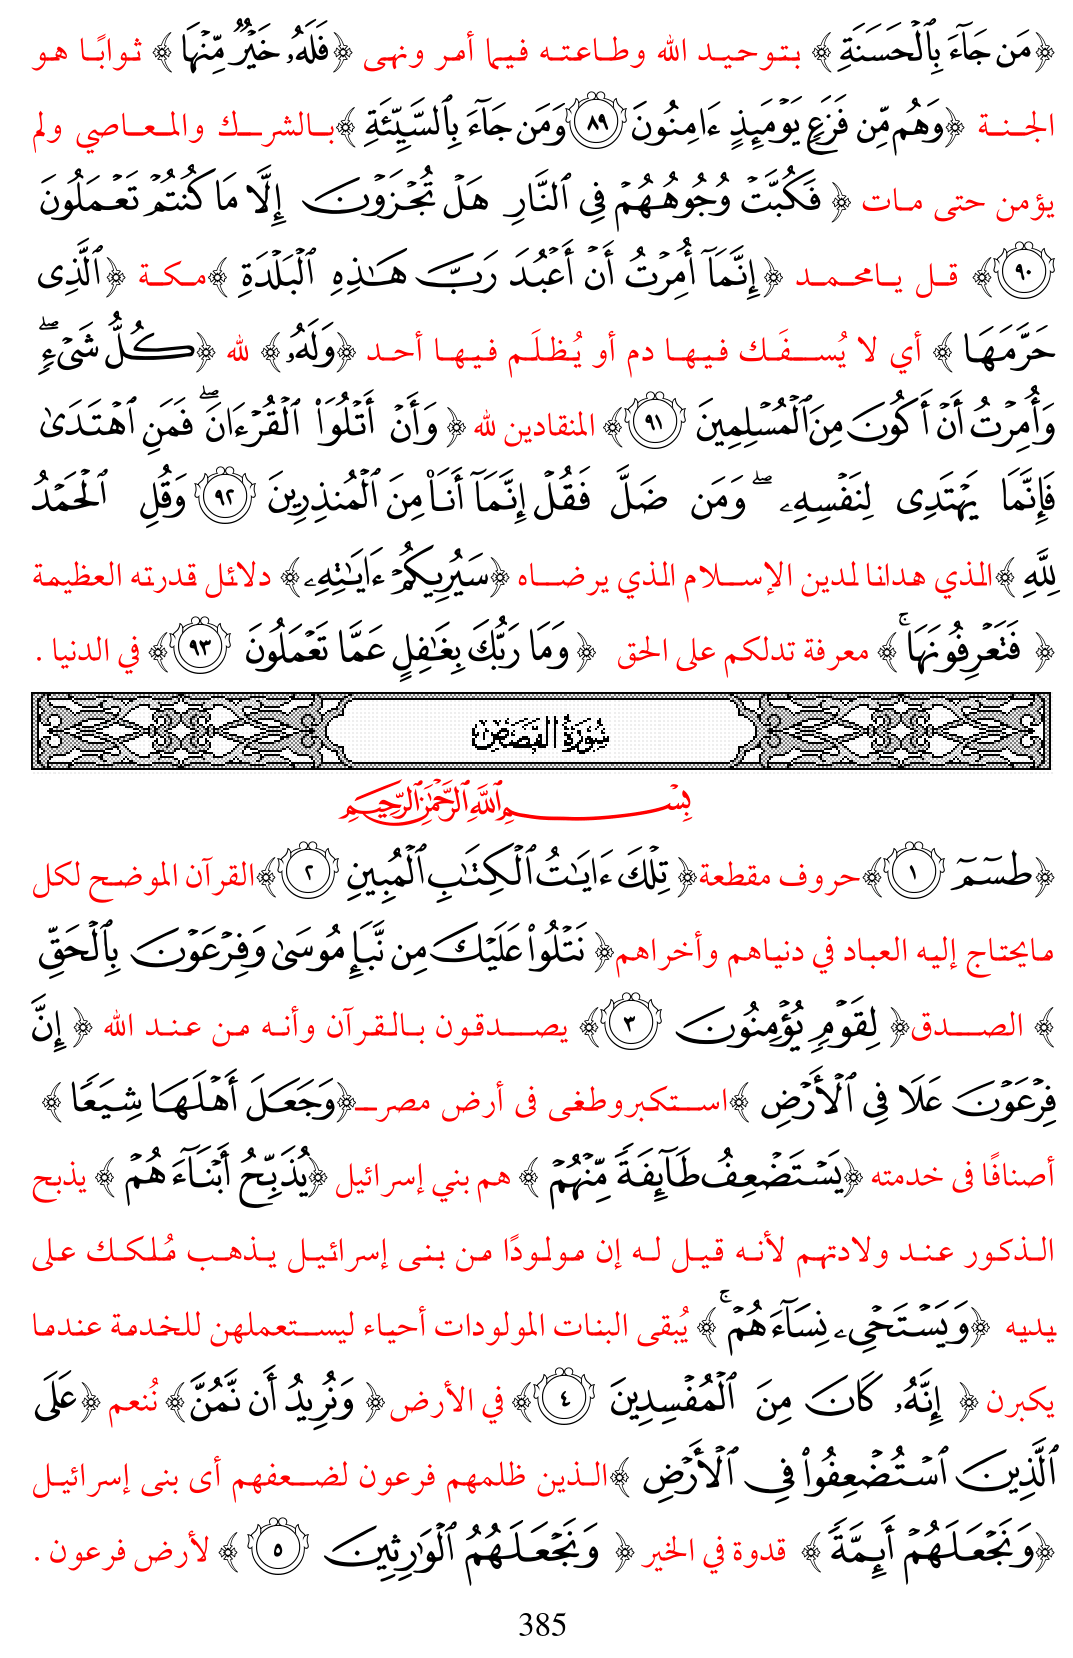 ﴿مَن جَآءَ بِٱلْحَسَنَةِ﴾ بتوحيد الله وطاعته فيما أمر ونهى ﴿فَلَهُۥ خَيْرٌۭ مِّنْهَا﴾ ثوابًا هو
الجنة ﴿وَهُم مِّن فَزَعٍۢ يَوْمَئِذٍ ءَامِنُونَ ٨٩ وَمَن جَآءَ بِٱلسَّيِّئَةِ﴾ بالشرك والمعاصي ولم
يؤمن حتى مات ﴿فَكُبَّتْ وُجُوهُهُمْ فِى ٱلنَّارِ هَلْ تُجْزَوْنَ إِلَّا مَا كُنتُمْ تَعْمَلُونَ
٩٠﴾ قل يامحمد ﴿إِنَّمَآ أُمِرْتُ أَنْ أَعْبُدَ رَبَّ هَـٰذِهِ ٱلْبَلْدَةِ﴾ مكة ﴿ٱلَّذِى
حَرَّمَهَا﴾ أي لا يُسفَك فيها دم أو يُظلَم فيها أحد ﴿وَلَهُۥ﴾ لله ﴿كُلُّ شَىْءٍۢ ۖ
وَأُمِرْتُ أَنْ أَكُونَ مِنَ ٱلْمُسْلِمِينَ ٩١﴾ المنقادين لله ﴿وَأَنْ أَتْلُوَا۟ ٱلْقُرْءَانَ ۖ فَمَنِ ٱهْتَدَىٰ
فَإِنَّمَا يَهْتَدِى لِنَفْسِهِۦ ۖ وَمَن ضَلَّ فَقُلْ إِنَّمَآ أَنَا۠ مِنَ ٱلْمُنذِرِينَ ٩٢ وَقُلِ ٱلْحَمْدُ
لِلَّهِ﴾ الذي هدانا لدين الإسلام الذي يرضاه ﴿سَيُرِيكُمْ ءَايَـٰتِهِۦ﴾ دلائل قدرته العظيمة
﴿فَتَعْرِفُونَهَا ۚ﴾ معرفة تدلكم على الحق ﴿وَمَا رَبُّكَ بِغَـٰفِلٍ عَمَّا تَعْمَلُونَ ٩٣﴾ في الدنيا .
سُورَةُ القَصَصِ
بِسْمِ ٱللَّهِ ٱلرَّحْمَـٰنِ ٱلرَّحِيمِ
﴿طسٓمٓ ١﴾ حروف مقطعة ﴿تِلْكَ ءَايَـٰتُ ٱلْكِتَـٰبِ ٱلْمُبِينِ ٢﴾ القرآن الموضح لكل
مايحتاج إليه العباد في دنياهم وأخراهم ﴿نَتْلُوا۟ عَلَيْكَ مِن نَّبَإِ مُوسَىٰ وَفِرْعَوْنَ بِٱلْحَقِّ
﴾ الصدق ﴿لِقَوْمٍۢ يُؤْمِنُونَ ٣﴾ يصدقون بالقرآن وأنه من عند الله ﴿إِنَّ
فِرْعَوْنَ عَلَا فِى ٱلْأَرْضِ﴾ استكبر وطغى فى أرض مصر ﴿وَجَعَلَ أَهْلَهَا شِيَعًۭا﴾
أصنافًا فى خدمته ﴿يَسْتَضْعِفُ طَآئِفَةًۭ مِّنْهُمْ﴾ هم بني إسرائيل ﴿يُذَبِّحُ أَبْنَآءَهُمْ﴾ يذبح
الذكور عند ولادتهم لأنه قيل له إن مولودًا من بنى إسرائيل يذهب مُلكك على
يديه ﴿وَيَسْتَحْىِۦ نِسَآءَهُمْ ۚ﴾ يُبقى البنات المولودات أحياء ليستعملهن للخدمة عندما
يكبرن ﴿إِنَّهُۥ كَانَ مِنَ ٱلْمُفْسِدِينَ ٤﴾ في الأرض ﴿وَنُرِيدُ أَن نَّمُنَّ﴾ نُنعم ﴿عَلَى
ٱلَّذِينَ ٱسْتُضْعِفُوا۟ فِى ٱلْأَرْضِ﴾ الذين ظلمهم فرعون لضعفهم أى بنى إسرائيل
﴿وَنَجْعَلَهُمْ أَئِمَّةًۭ﴾ قدوة في الخير ﴿وَنَجْعَلَهُمُ ٱلْوَٰرِثِينَ ٥﴾ لأرض فرعون .
385